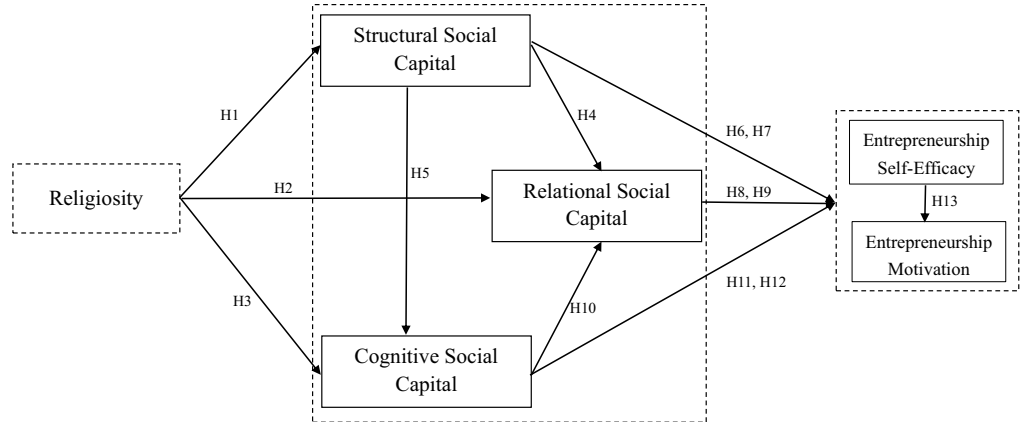 Structural Social
Capital
H1
H4
H6, H7
Entrepreneurship
Self-Efficacy
Religiosity
H2
H5
Relational Social
Capital
H8, H9
H13
Entrepreneurship
Motivation
H3
H10
H11, H12
Cognitive Social
Capital